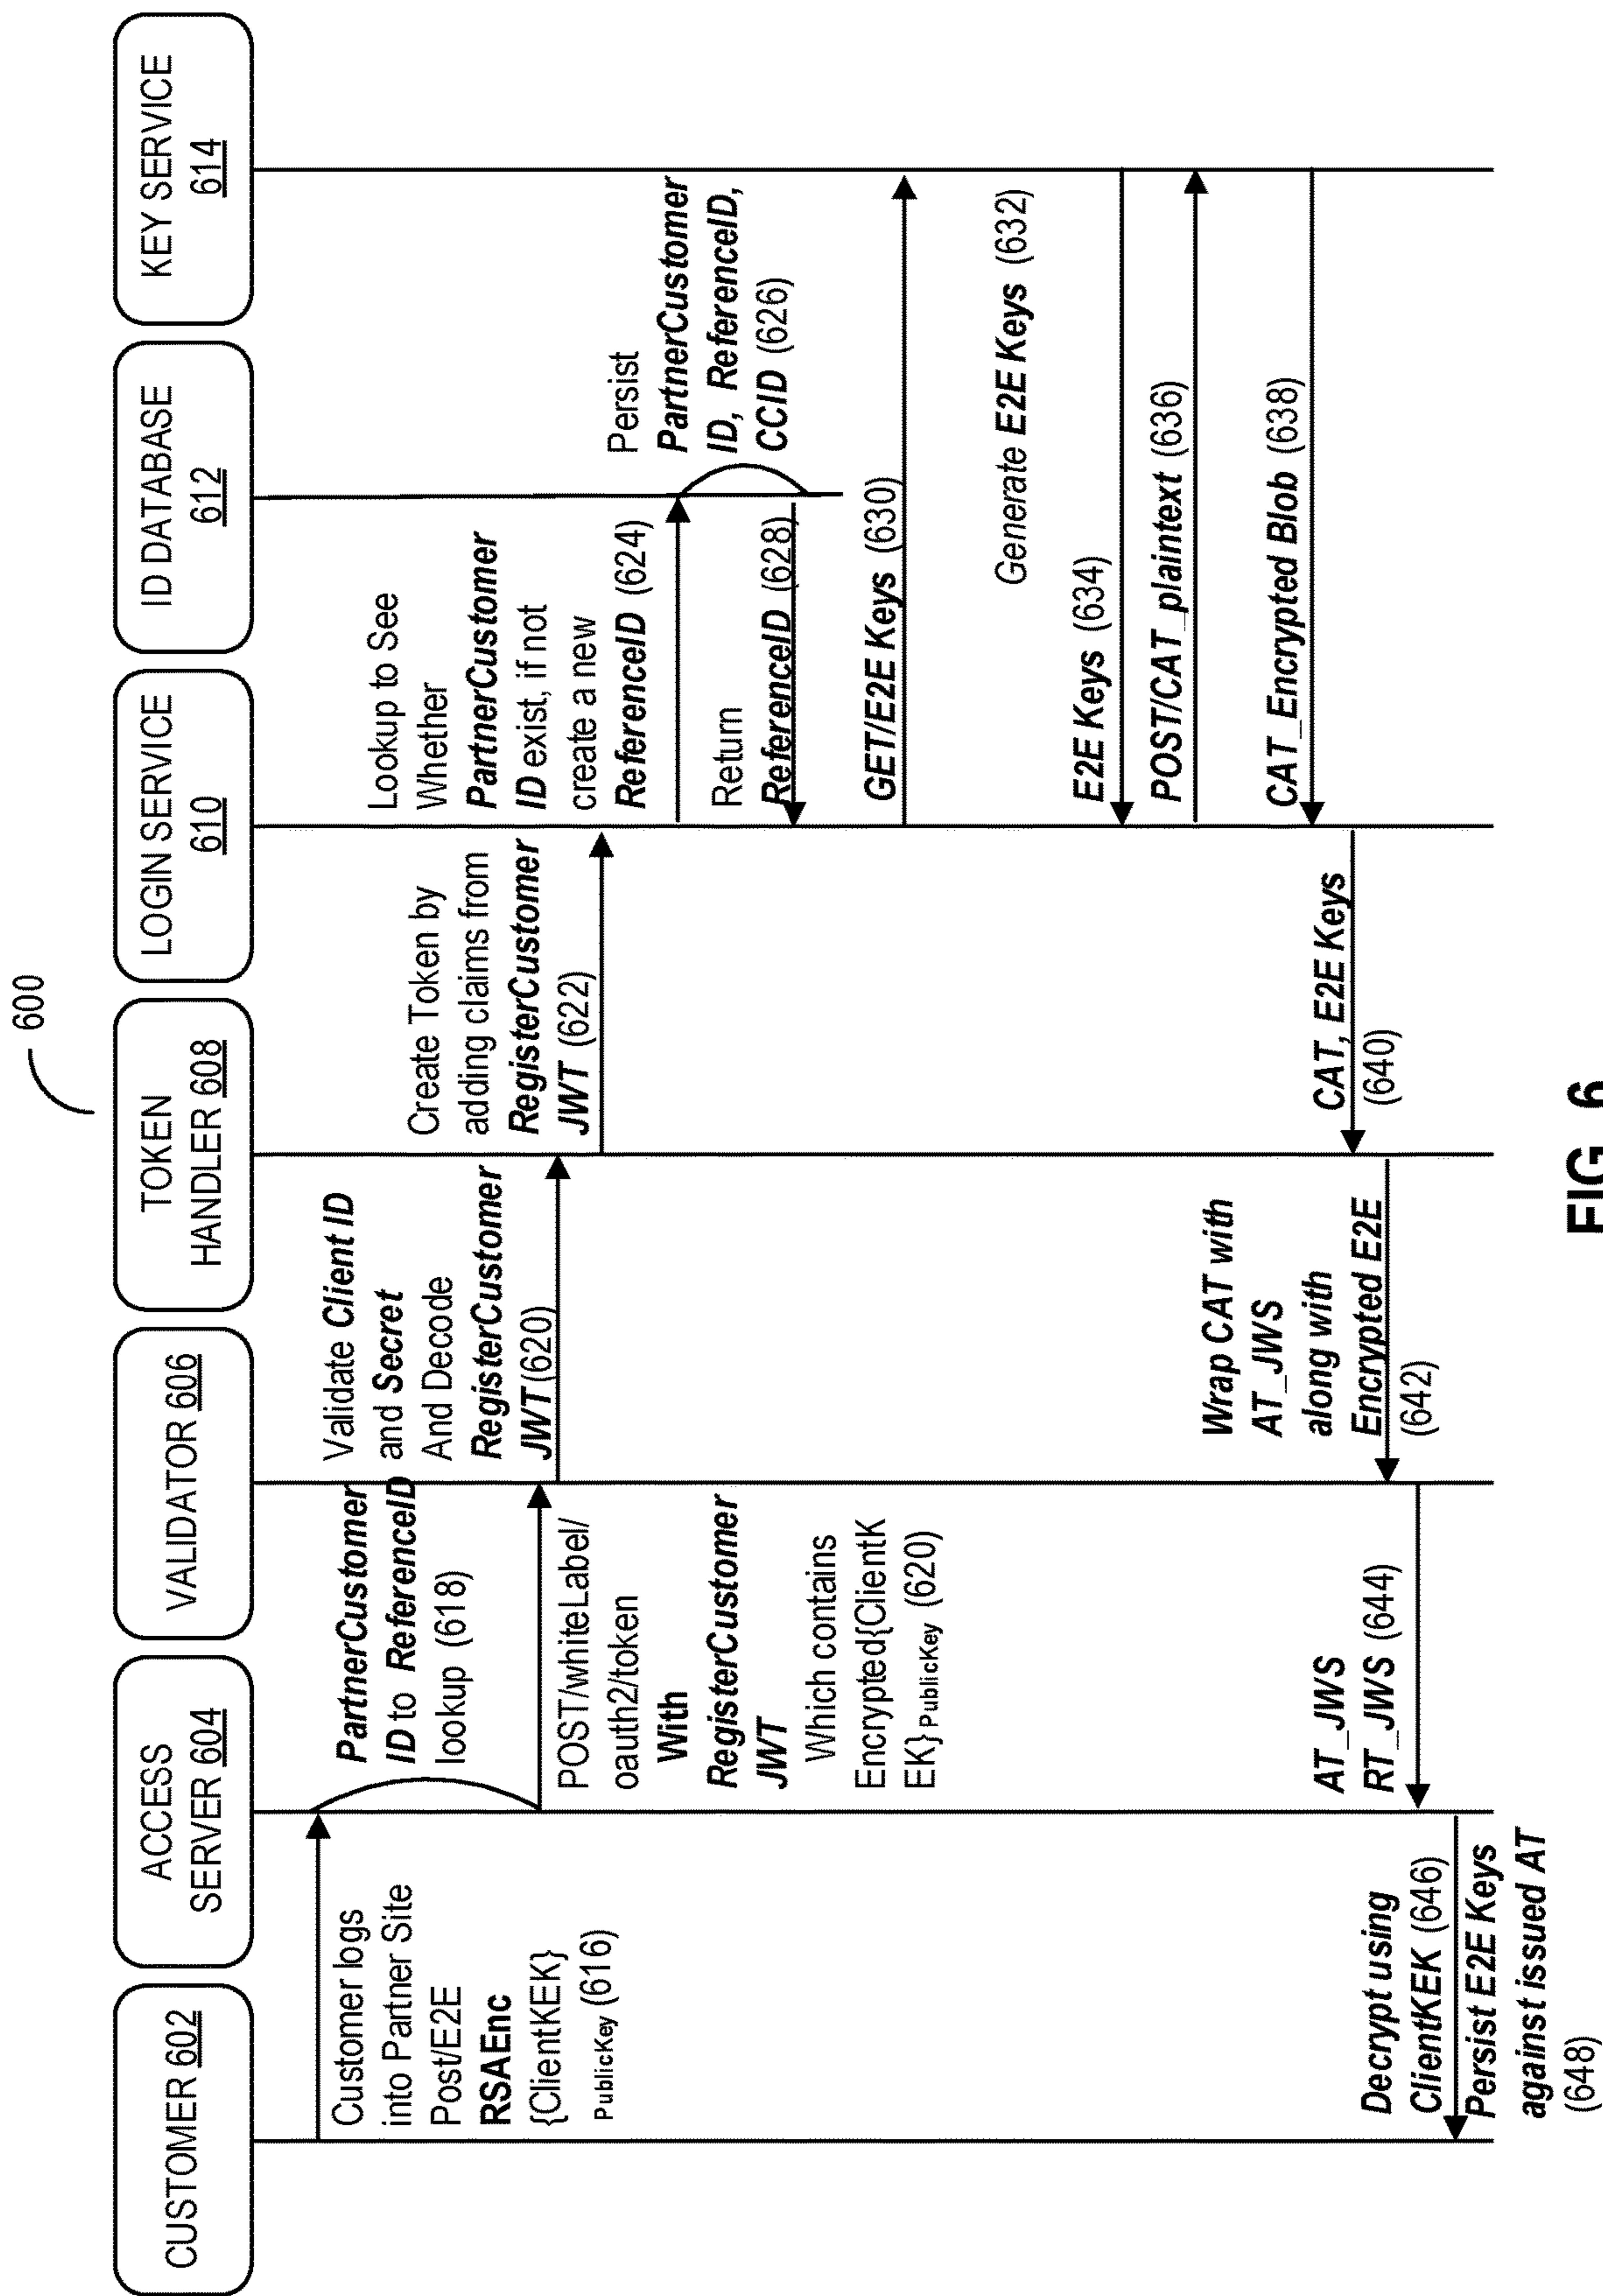 600
CUSTOMER 602
ACCESS
SERVER 604
VALIDATOR 606
TOKEN
HANDLER 608
LOGIN SERVICE
610
ID DATABASE
612
KEY SERVICE
614
Customer logs
into Partner Site
Post/E2E
RSAEnc
{ClientKEK}
PublicKey (616)
PartnerCustomer
ID to ReferenceID
lookup (618)
POST/whiteLabel/
oauth2/token
With
RegisterCustomer
JWT
Which contains
Encrypted{ClientK
EK} PublicKey (620)
Validate Client ID
and Secret
And Decode
RegisterCustomer
JWT(620)
Create Token by
adding claims from
RegisterCustomer
JWT (622)
Lookup to See
Whether
PartnerCustomer
ID exist, if not
create a new
ReferenceID (624)
Persist
PartnerCustomer
ID, ReferenceID,
CCID (626)
Return
ReferenceID (628)
GET/E2E Keys (630)
Generate E2E Keys (632)
E2E Keys (634)
POST/CAT_plaintext (636)
CAT_Encrypted Blob (638)
CAT, E2E Keys
(640)
Wrap CAT with
AT_JWS
along with
Encrypted E2E
(642)
AT_JWS
RT_JWS (644)
Decrypt using
ClientKEK (646)
Persist E2E Keys
against issued AT
(648)
FIG. 6